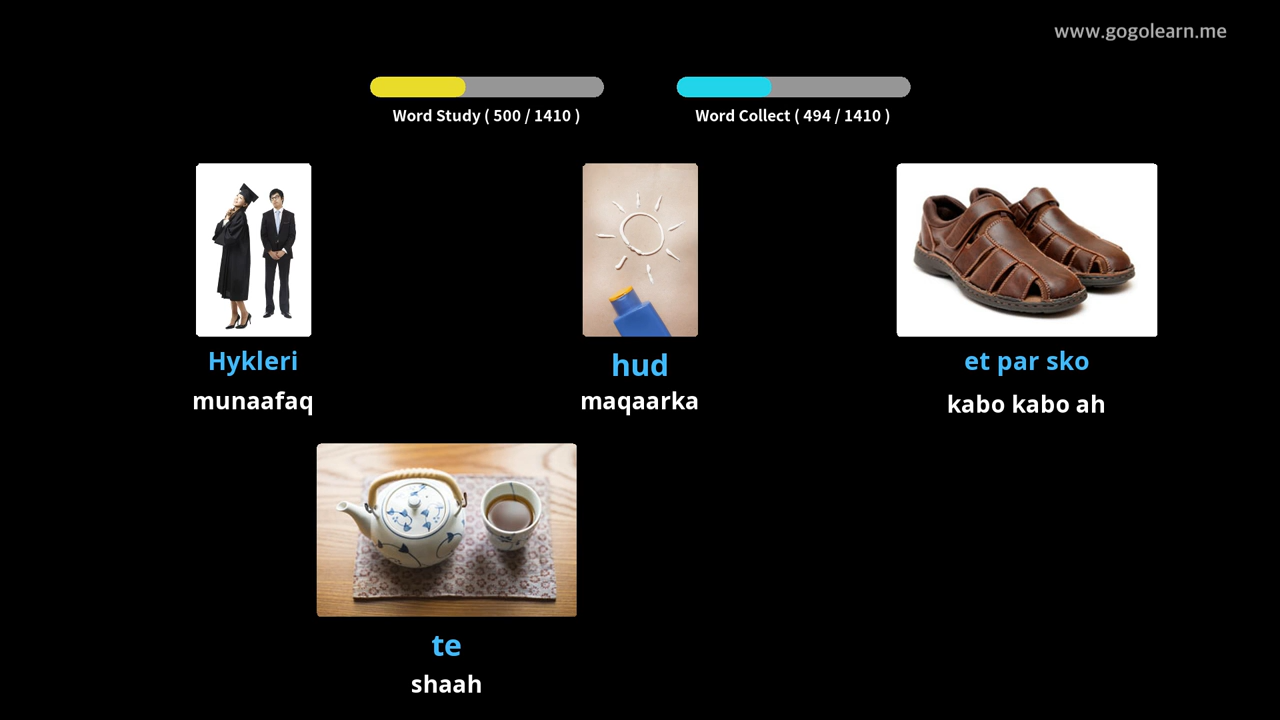 www.gogolearn.me
Word Study ( 500 / 1410 )
Word Collect ( 494 / 1410 )
Hykleri
munaafaq
hud
maqaarka
et par sko
kabo kabo ah
te
shaah